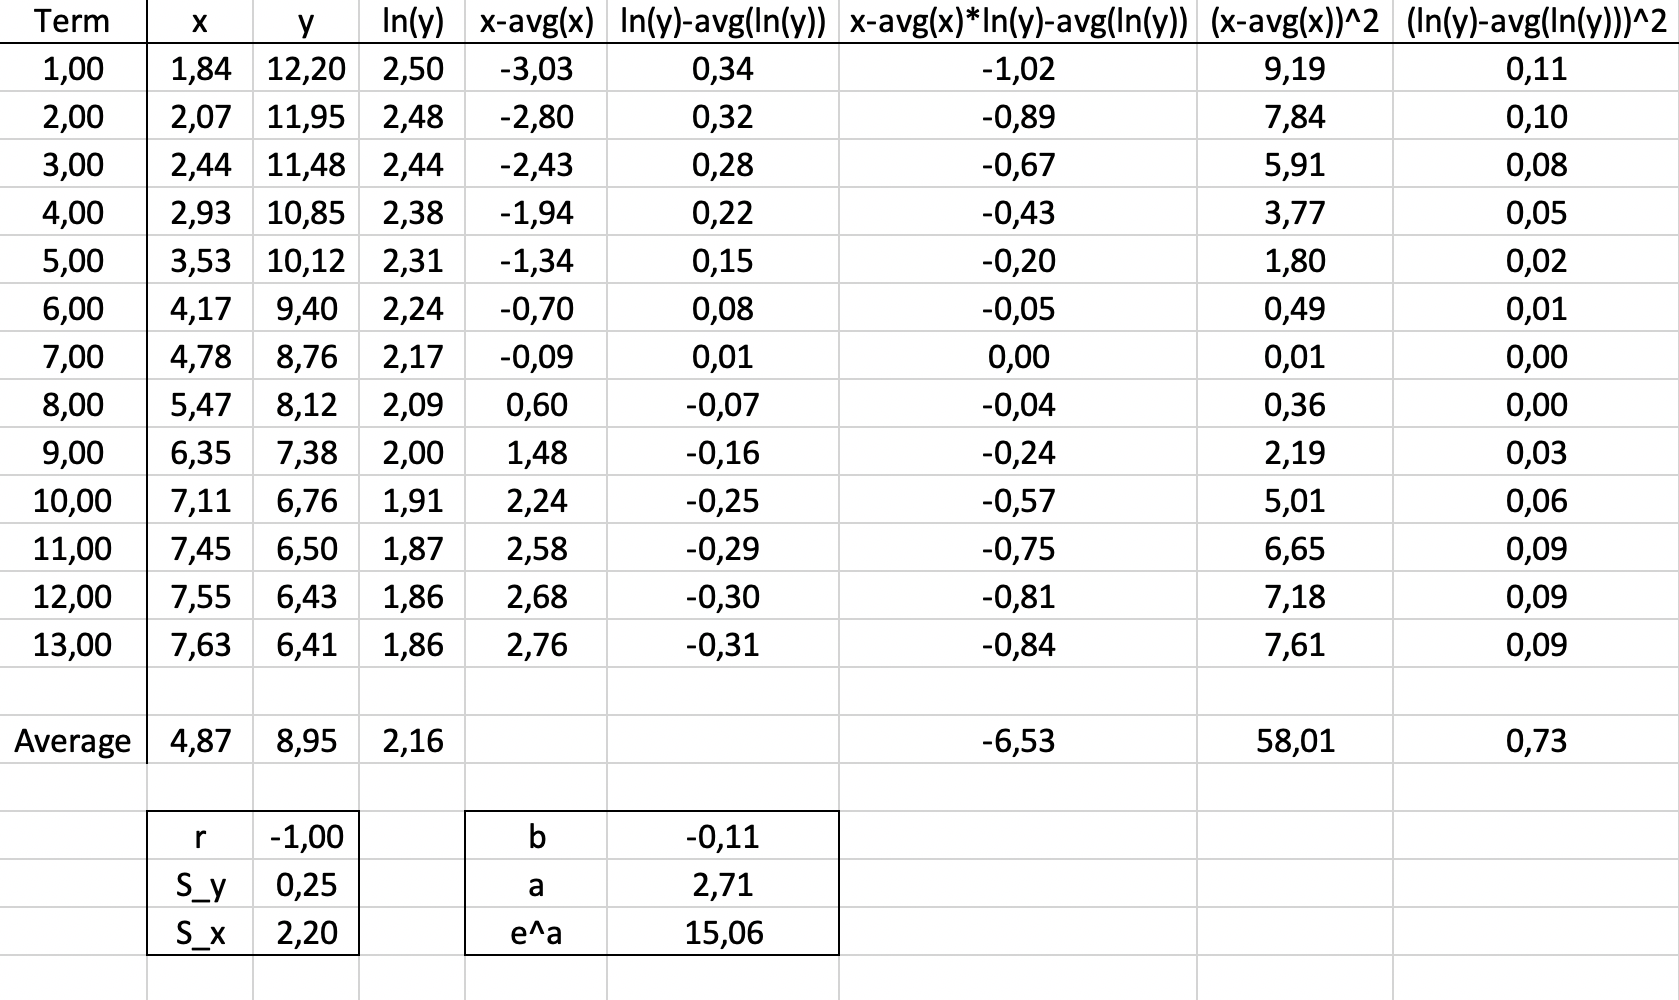 Term x y ln(y) x-avg(x) ln(y)-avg(ln(y)) x-avg(x)*ln(y)-avg(ln(y)) (x-avg(x))^2 (ln(y)-avg(ln(y)))^2
1,00 1,84 12,20 2,50 -3,03 0,34 -1,02 9,19 0,11
2,00 2,07 11,95 2,48 -2,80 0,32 -0,89 7,84 0,10
3,00 2,44 11,48 2,44 -2,43 0,28 -0,67 5,91 0,08
4,00 2,93 10,85 2,38 -1,94 0,22 -0,43 3,77 0,05
5,00 3,53 10,12 2,31 -1,34 0,15 -0,20 1,80 0,02
6,00 4,17 9,40 2,24 -0,70 0,08 -0,05 0,49 0,01
7,00 4,78 8,76 2,17 -0,09 0,01 0,00 0,01 0,00
8,00 5,47 8,12 2,09 0,60 -0,07 -0,04 0,36 0,00
9,00 6,35 7,38 2,00 1,48 -0,16 -0,24 2,19 0,03
10,00 7,11 6,76 1,91 2,24 -0,25 -0,57 5,01 0,06
11,00 7,45 6,50 1,87 2,58 -0,29 -0,75 6,65 0,09
12,00 7,55 6,43 1,86 2,68 -0,30 -0,81 7,18 0,09
13,00 7,63 6,41 1,86 2,76 -0,31 -0,84 7,61 0,09
Average 4,87 8,95 2,16 -6,53 58,01 0,73
r -1,00 b -0,11
S_y 0,25 a 2,71
S_x 2,20 e^a 15,06